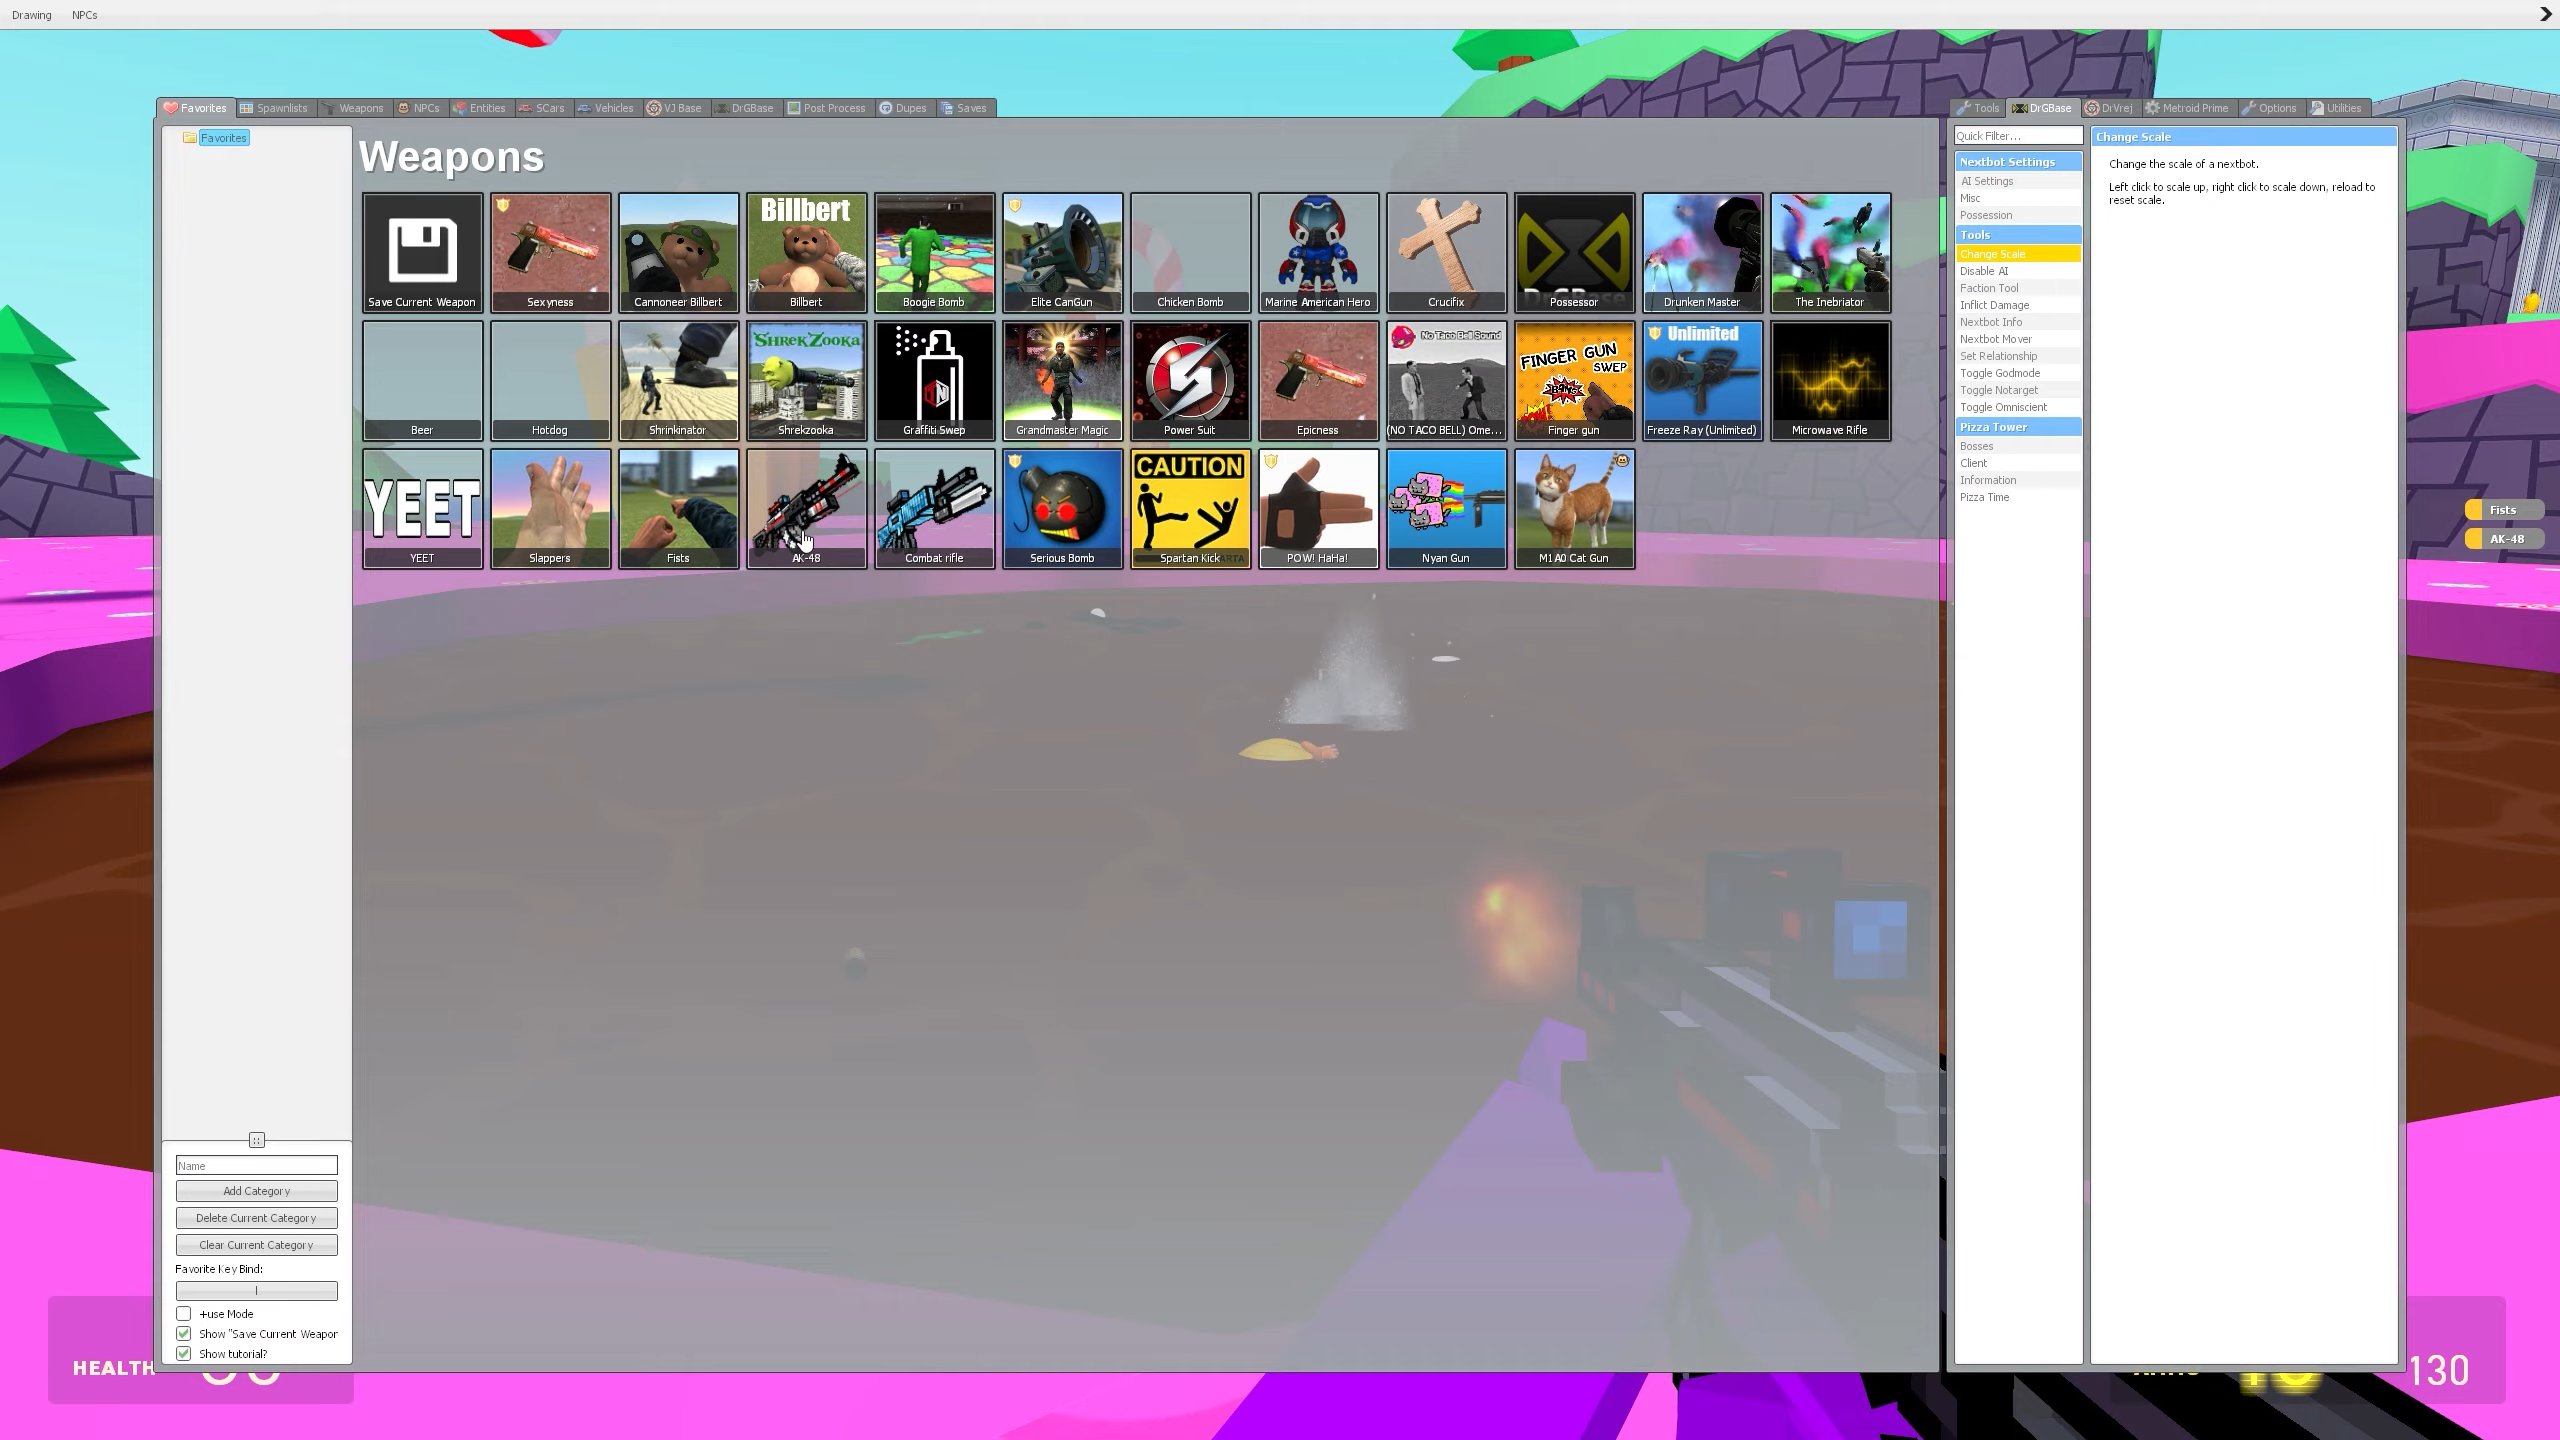 Drawing NPCs
Favorites Spawnlists Weapons NPCs Entities SCars Vehicles VJ Base DrGBase Post Process Dupes Saves
Tools DrGBase DrVrej Metroid Prime Options Utilities
Favorites
Weapons
Billbert
Save Current Weapon
Sexyness
Cannoneer Billbert
Billbert
Boogie Bomb
Elite CanGun
Chicken Bomb
Marine American Hero
Crucifix
Possessor
Drunken Master
The Inebriator
SHREKZOOKA
No Taco Bell Sound
FINGER GUN
SWEP
BANG
Unlimited
Beer
Hotdog
Shrinkinator
Shrekzooka
Graffiti Swep
Grandmaster Magic
Power Suit
Epicness
(NO TACO BELL) Ome...
Finger gun
Freeze Ray (Unlimited)
Microwave Rifle
YEET
CAUTION
YEET
Slappers
Fists
AK-48
Combat rifle
Serious Bomb
Spartan Kick
POW! HaHa!
Nyan Gun
M1A0 Cat Gun
Name
Add Category
Delete Current Category
Clear Current Category
Favorite Key Bind:
I
+use Mode
Show "Save Current Weapon
Show tutorial?
Quick Filter...
Nextbot Settings
AI Settings
Misc
Possession
Tools
Change Scale
Disable AI
Faction Tool
Inflict Damage
Nextbot Info
Nextbot Mover
Set Relationship
Toggle Godmode
Toggle Notarget
Toggle Omniscient
Pizza Tower
Bosses
Client
Information
Pizza Time
Change Scale
Change the scale of a nextbot.
Left click to scale up, right click to scale down, reload to
reset scale.
Fists
AK-48
HEALTH
130